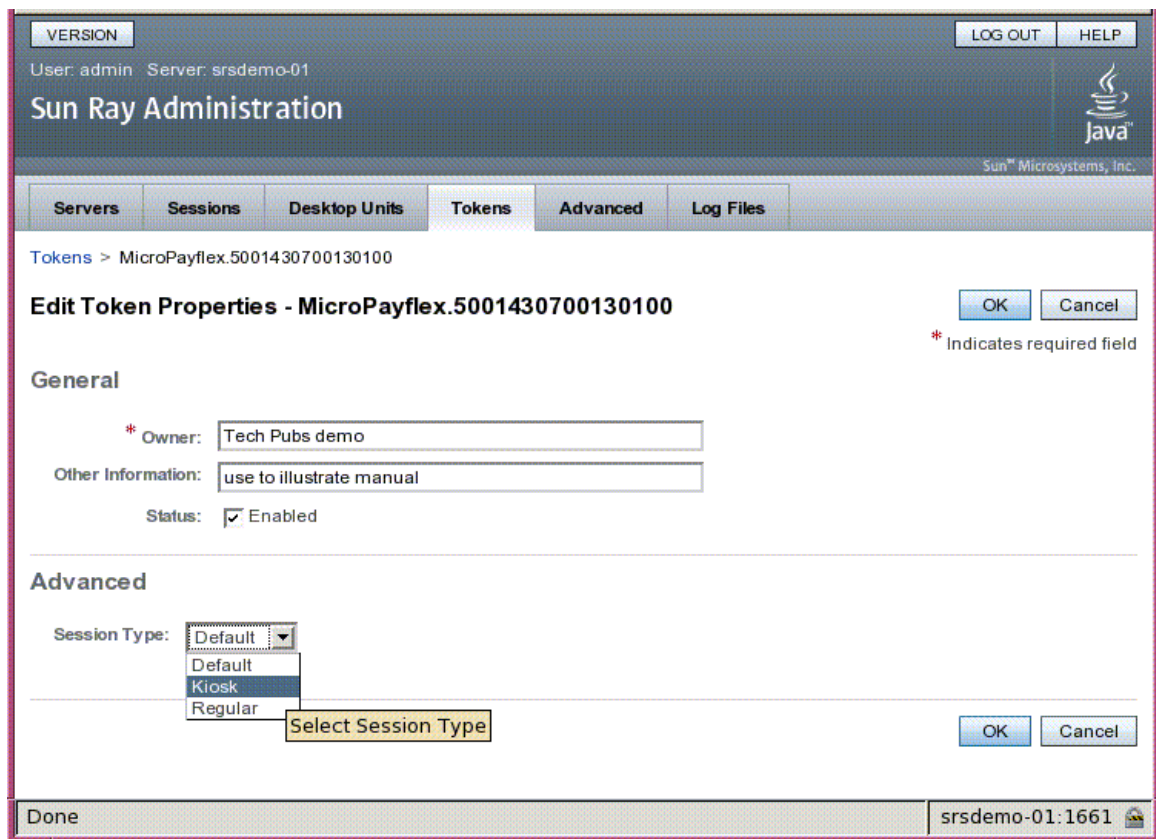 VERSION LOG OUT HELP
User: admin Server: srsdemo-01
Sun Ray Administration
Java™
Sun™ Microsystems, Inc.
Servers Sessions Desktop Units Tokens Advanced Log Files
Tokens > MicroPayflex.5001430700130100
Edit Token Properties - MicroPayflex.5001430700130100 OK Cancel
* Indicates required field
General
* Owner: Tech Pubs demo
Other Information: use to illustrate manual
Status: Enabled
Advanced
Session Type: Default
Default
Kiosk
Regular
Select Session Type
OK Cancel
Done srsdemo-01:1661